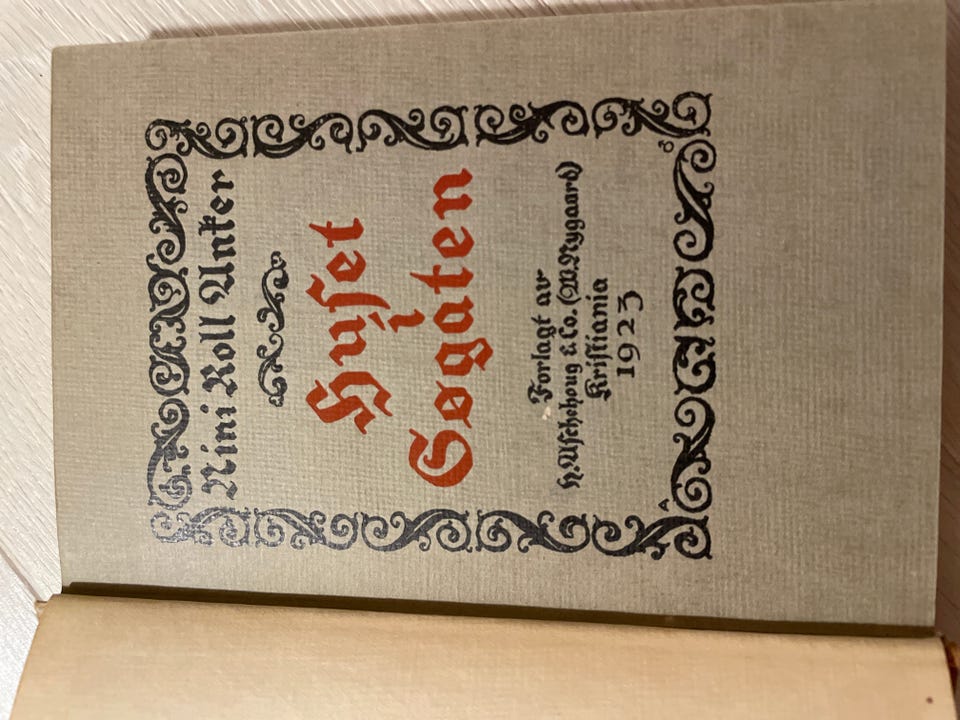 Nini Roll Anker
Huset
i
Søgaten
Forlagt av
H. Aschehoug & Co. (W. Nygaard)
Kristiania
1923